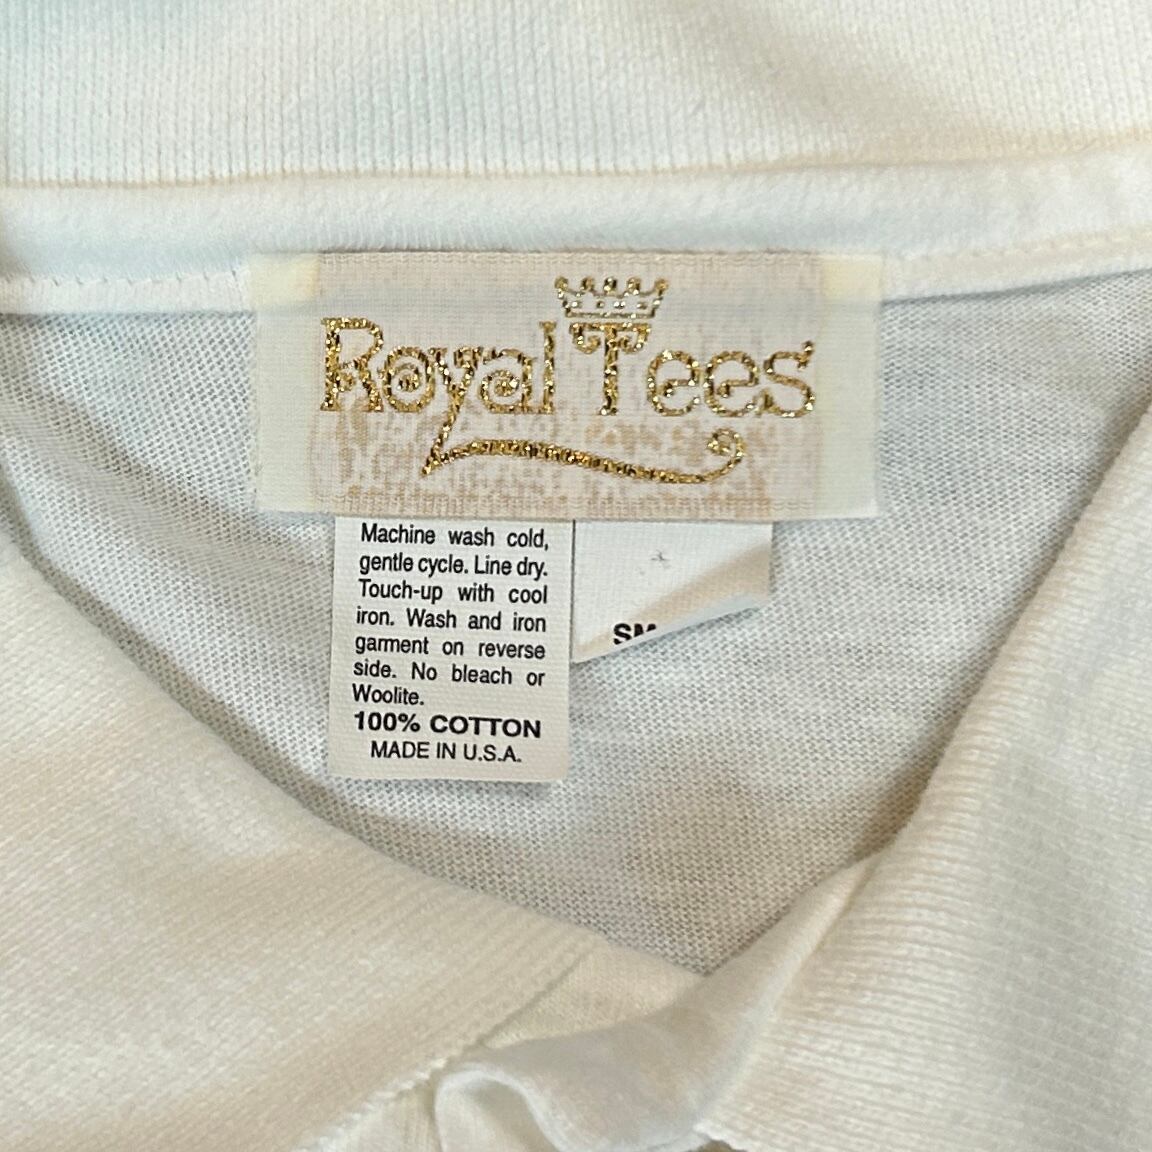 Royal Tees
Machine wash cold,
gentle cycle. Line dry.
Touch-up with cool
iron. Wash and iron
garment on reverse
side. No bleach or
Woolite.
100% COTTON
MADE IN U.S.A.
SM